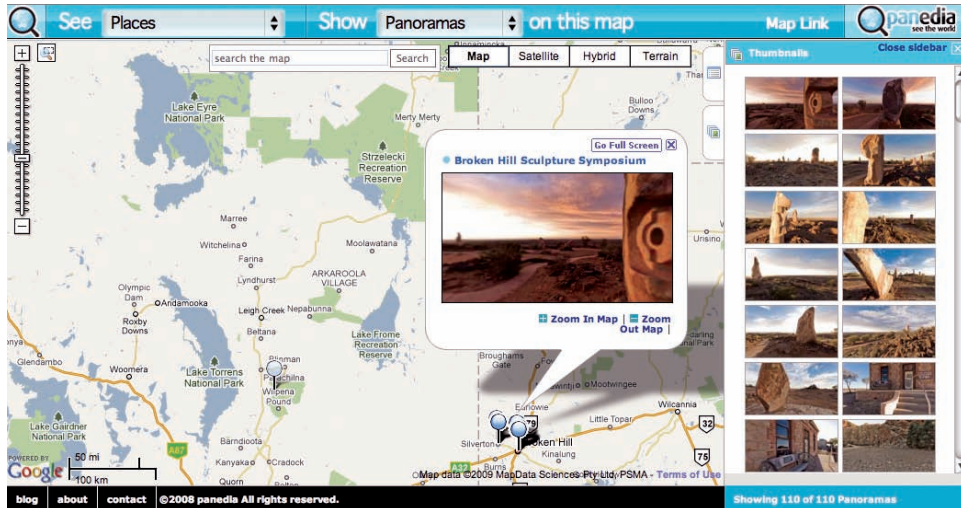 See Places Show Panoramas on this map Map Link panedia
see the world
search the map Search Map Satellite Hybrid Terrain
Thumbnails Close sidebar
Lake Eyre
National Park
Merty Merty
Bulloo
Downs
Strzelecki
Recreation
Reserve
Go Full Screen
Broken Hill Sculpture Symposium
Zoom In Map | Zoom
Out Map |
Marree
Witchelina
Farina
Moolawatana
Lyndhurst
ARKAROOLA
VILLAGE
Olympic
Dam
Andamooka
Roxby
Downs
Leigh Creek
Nepabunna
Beltana
Lake Frome
Recreation
Reserve
Glendambo
Woomera
Lake Torrens
National Park
Wilpena
Pound
Broughams
Gate
Mootwingee
Wilcannia
Lake Gairdner
National Park
Barndioota
Eurowie
Little Topar
79
32
Silverton
Broken Hill
Kinalung
A87
Kanyaka
Cradock
Quorn
75
A32
Burns
POWERED BY
Google
50 mi
100 km
Map data ©2009 MapData Sciences Pty Ltd, PSMA - Terms of Use
blog about contact ©2008 panedia All rights reserved.
Showing 110 of 110 Panoramas